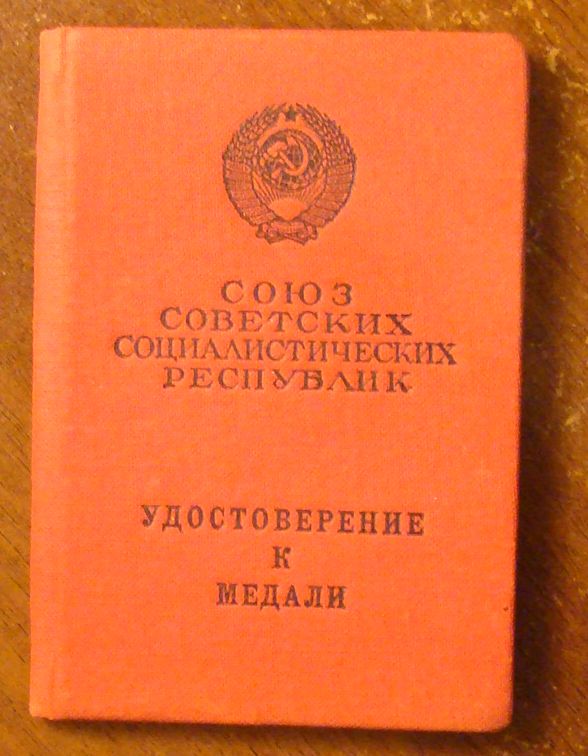 СОЮЗ
СОВЕТСКИХ
СОЦИАЛИСТИЧЕСКИХ
РЕСПУБЛИК
УДОСТОВЕРЕНИЕ
К
МЕДАЛИ